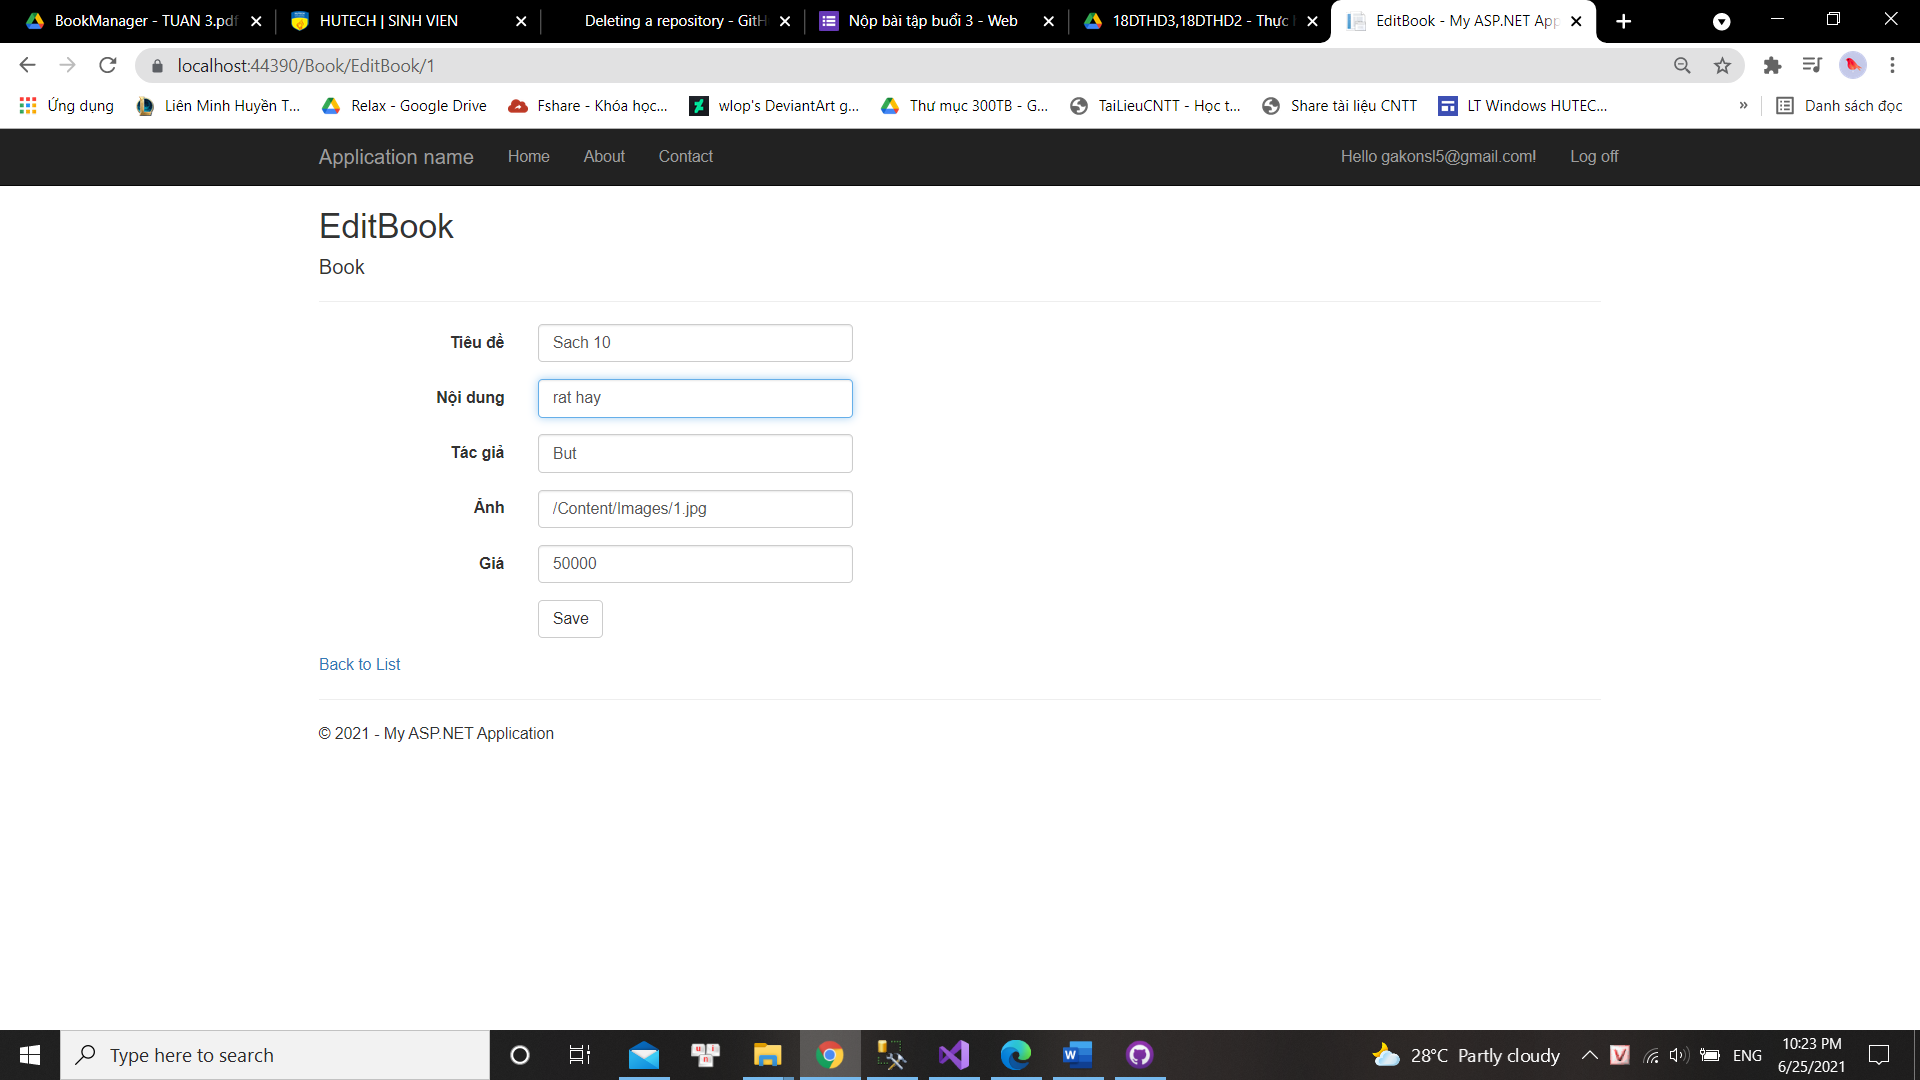 BookManager - TUAN 3.pdf
HUTECH | SINH VIEN
Deleting a repository - GitH
Nộp bài tập buổi 3 - Web
18DTHD3,18DTHD2 - Thực
EditBook - My ASP.NET App
localhost:44390/Book/EditBook/1
Ứng dụng
Liên Minh Huyền T...
Relax - Google Drive
Fshare - Khóa học...
wlop's DeviantArt g...
Thư mục 300TB - G...
TaiLieuCNTT - Học t...
Share tài liệu CNTT
LT Windows HUTEC...
»
Danh sách đọc
Application name
Home
About
Contact
Hello gakonsl5@gmail.com!
Log off
EditBook
Book
Tiêu đề
Sach 10
Nội dung
rat hay
Tác giả
But
Ảnh
/Content/Images/1.jpg
Giá
50000
Save
Back to List
© 2021 - My ASP.NET Application
Type here to search
28°C Partly cloudy
ENG
10:23 PM
6/25/2021